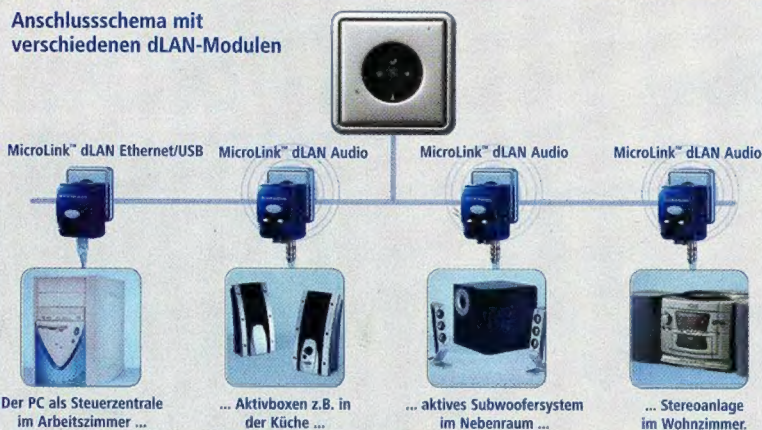 Anschlussschema mit
verschiedenen dLAN-Modulen
MicroLink™ dLAN Ethernet/USB
MicroLink™ dLAN Audio
MicroLink™ dLAN Audio
MicroLink™ dLAN Audio
Der PC als Steuerzentrale
im Arbeitszimmer ...
... Aktivboxen z.B. in
der Küche ...
... aktives Subwoofersystem
im Nebenraum ...
... Stereoanlage
im Wohnzimmer.